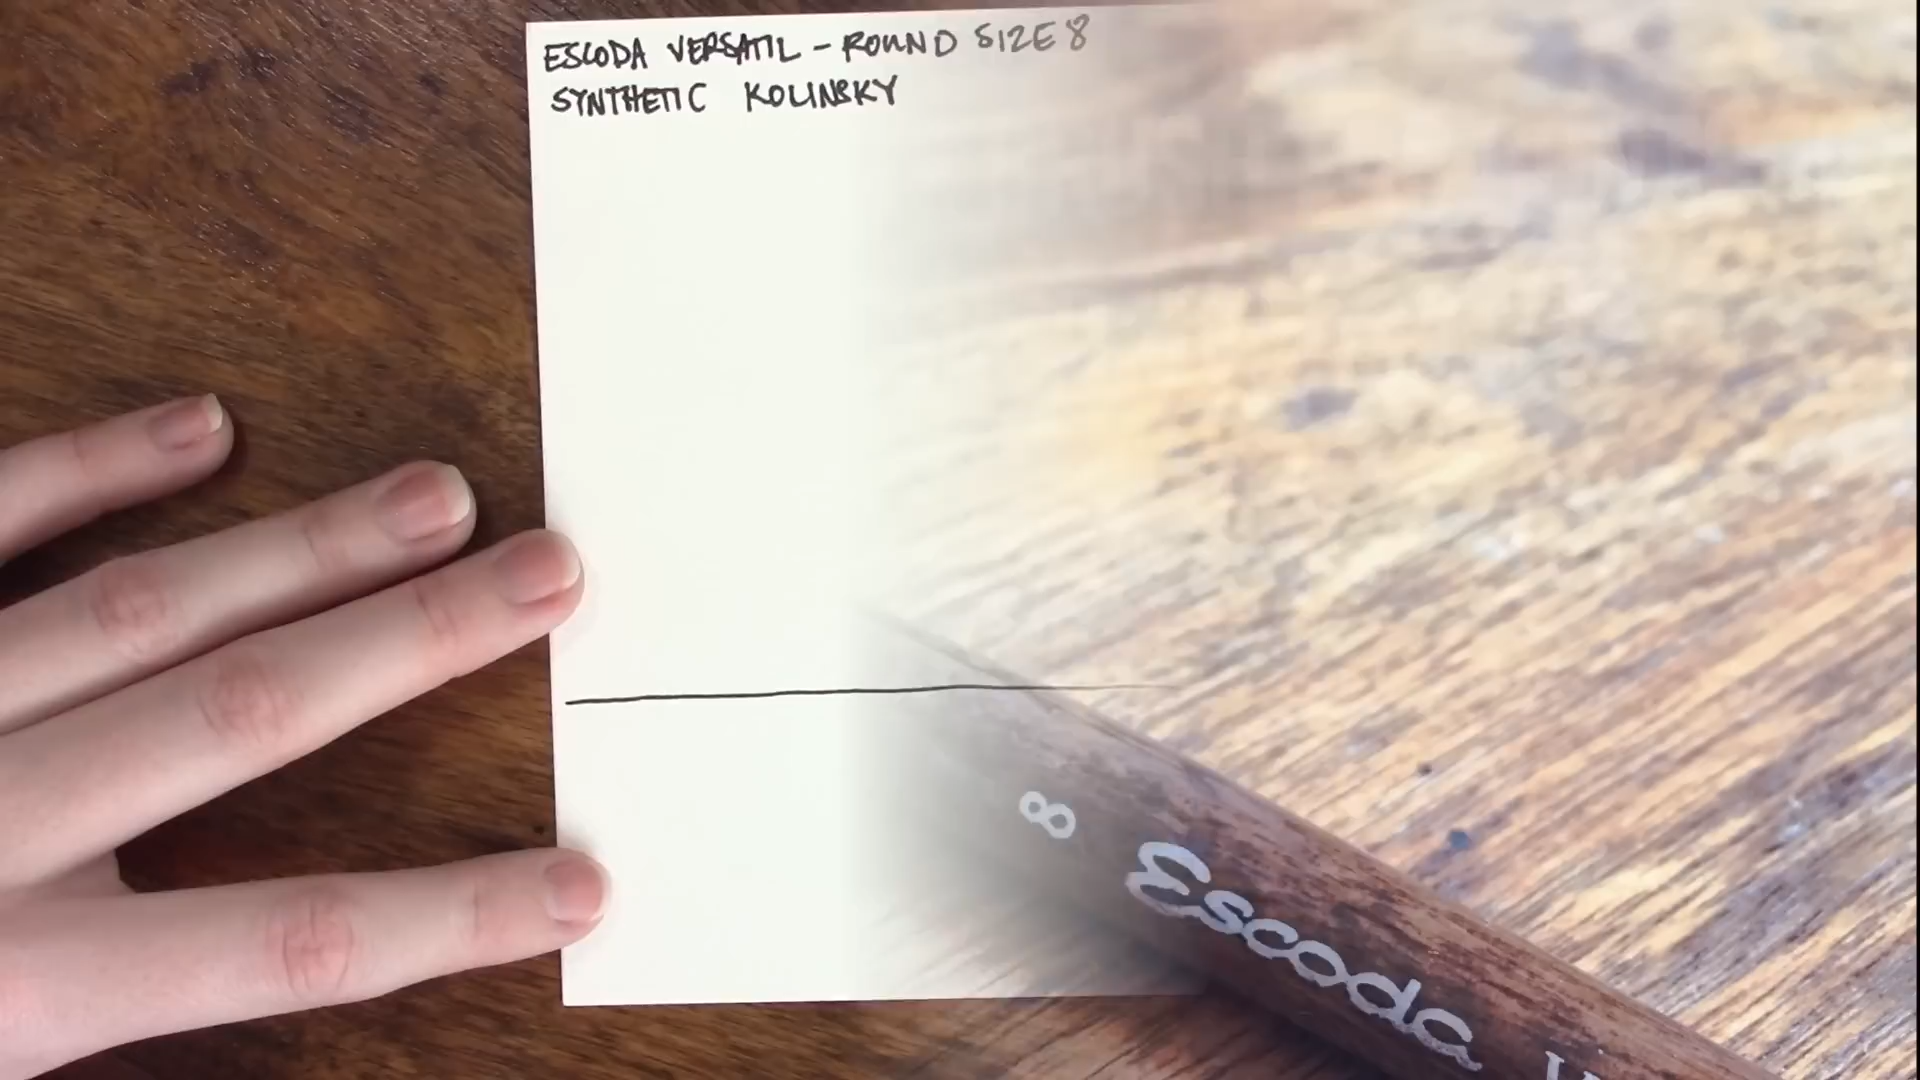 ESCODA VERSATIL - ROUND SIZE 8
SYNTHETIC KOLINSKY
8 Escoda